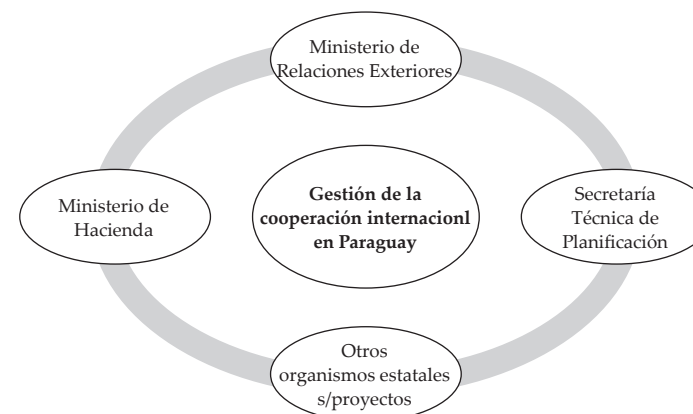 Ministerio de
Relaciones Exteriores
Ministerio de
Hacienda
Gestión de la
cooperación internacionl
en Paraguay
Secretaría
Técnica de
Planificación
Otros
organismos estatales
s/proyectos